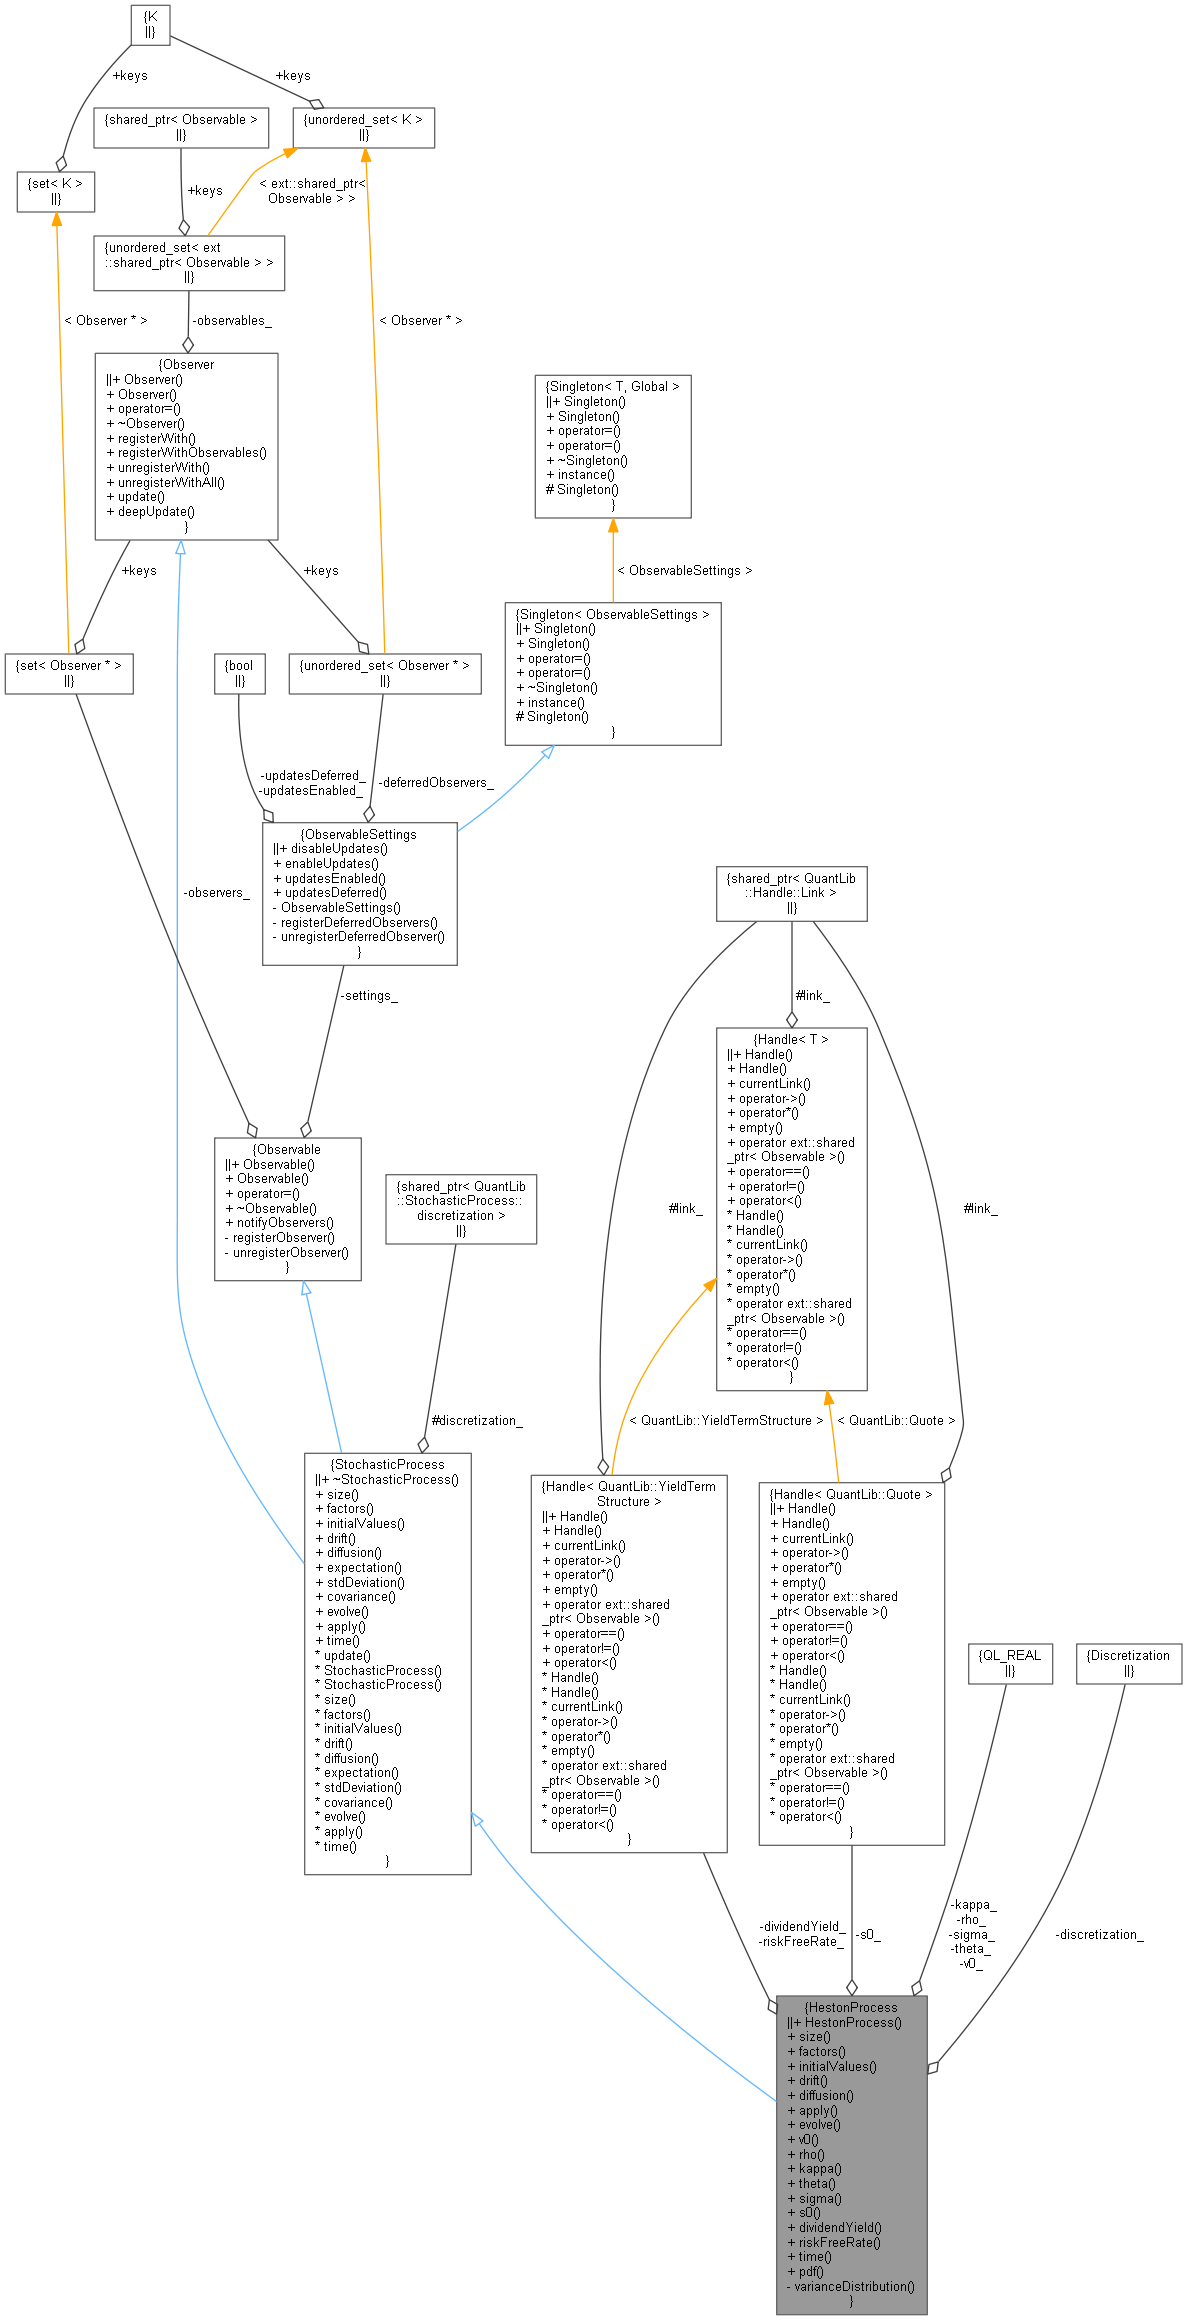 {K
||}
+keys
+keys
{shared_ptr< Observable >
||}
{unordered_set< K >
||}
{set< K >
||}
+keys
< ext::shared_ptr<
Observable > >
{unordered_set< ext
::shared_ptr< Observable > >
||}
< Observer * >
-observables_
< Observer * >
{Observer
||+ Observer()
+ Observer()
+ operator=()
+ ~Observer()
+ registerWith()
+ registerWithObservables()
+ unregisterWith()
+ unregisterWithAll()
+ update()
+ deepUpdate()
}
{Singleton< T, Global >
||+ Singleton()
+ Singleton()
+ operator=()
+ operator=()
+ ~Singleton()
+ instance()
# Singleton()
}
+keys
+keys
< ObservableSettings >
{Singleton< ObservableSettings >
||+ Singleton()
+ Singleton()
+ operator=()
+ operator=()
+ ~Singleton()
+ instance()
# Singleton()
}
{set< Observer * >
||}
{bool
||}
{unordered_set< Observer * >
||}
-updatesDeferred_
-updatesEnabled_
-deferredObservers_
{ObservableSettings
||+ disableUpdates()
+ enableUpdates()
+ updatesEnabled()
+ updatesDeferred()
- ObservableSettings()
- registerDeferredObservers()
- unregisterDeferredObserver()
}
-observers_
{shared_ptr< QuantLib
::Handle::Link >
||}
-settings_
#link_
{Handle< T >
||+ Handle()
+ Handle()
+ currentLink()
+ operator->()
+ operator*()
+ empty()
+ operator ext::shared
_ptr< Observable >()
+ operator==()
+ operator!=()
+ operator<()
* Handle()
* Handle()
* currentLink()
* operator->()
* operator*()
* empty()
* operator ext::shared
_ptr< Observable >()
* operator==()
* operator!=()
* operator<()
}
{Observable
||+ Observable()
+ Observable()
+ operator=()
+ ~Observable()
+ notifyObservers()
- registerObserver()
- unregisterObserver()
}
{shared_ptr< QuantLib
::StochasticProcess::
discretization >
||}
#link_
#link_
#discretization_
< QuantLib::YieldTermStructure >
< QuantLib::Quote >
{StochasticProcess
||+ ~StochasticProcess()
+ size()
+ factors()
+ initialValues()
+ drift()
+ diffusion()
+ expectation()
+ stdDeviation()
+ covariance()
+ evolve()
+ apply()
+ time()
* update()
* StochasticProcess()
* StochasticProcess()
* size()
* factors()
* initialValues()
* drift()
* diffusion()
* expectation()
* stdDeviation()
* covariance()
* evolve()
* apply()
* time()
}
{Handle< QuantLib::YieldTerm
Structure >
||+ Handle()
+ Handle()
+ currentLink()
+ operator->()
+ operator*()
+ empty()
+ operator ext::shared
_ptr< Observable >()
+ operator==()
+ operator!=()
+ operator<()
* Handle()
* Handle()
* currentLink()
* operator->()
* operator*()
* empty()
* operator ext::shared
_ptr< Observable >()
* operator==()
* operator!=()
* operator<()
}
{Handle< QuantLib::Quote >
||+ Handle()
+ Handle()
+ currentLink()
+ operator->()
+ operator*()
+ empty()
+ operator ext::shared
_ptr< Observable >()
+ operator==()
+ operator!=()
+ operator<()
* Handle()
* Handle()
* currentLink()
* operator->()
* operator*()
* empty()
* operator ext::shared
_ptr< Observable >()
* operator==()
* operator!=()
* operator<()
}
{QL_REAL
||}
{Discretization
||}
-dividendYield_
-riskFreeRate_
-s0_
-kappa_
-rho_
-sigma_
-theta_
-v0_
-discretization_
{HestonProcess
||+ HestonProcess()
+ size()
+ factors()
+ initialValues()
+ drift()
+ diffusion()
+ apply()
+ evolve()
+ v0()
+ rho()
+ kappa()
+ theta()
+ sigma()
+ s0()
+ dividendYield()
+ riskFreeRate()
+ time()
+ pdf()
- varianceDistribution()
}